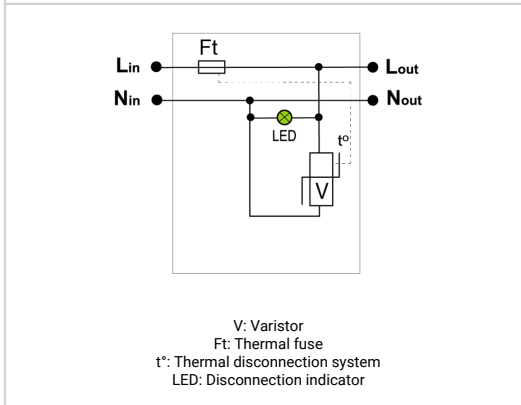 Ft
Lin
Lout
Nin
Nout
LED
t°
V
V: Varistor
Ft: Thermal fuse
t°: Thermal disconnection system
LED: Disconnection indicator